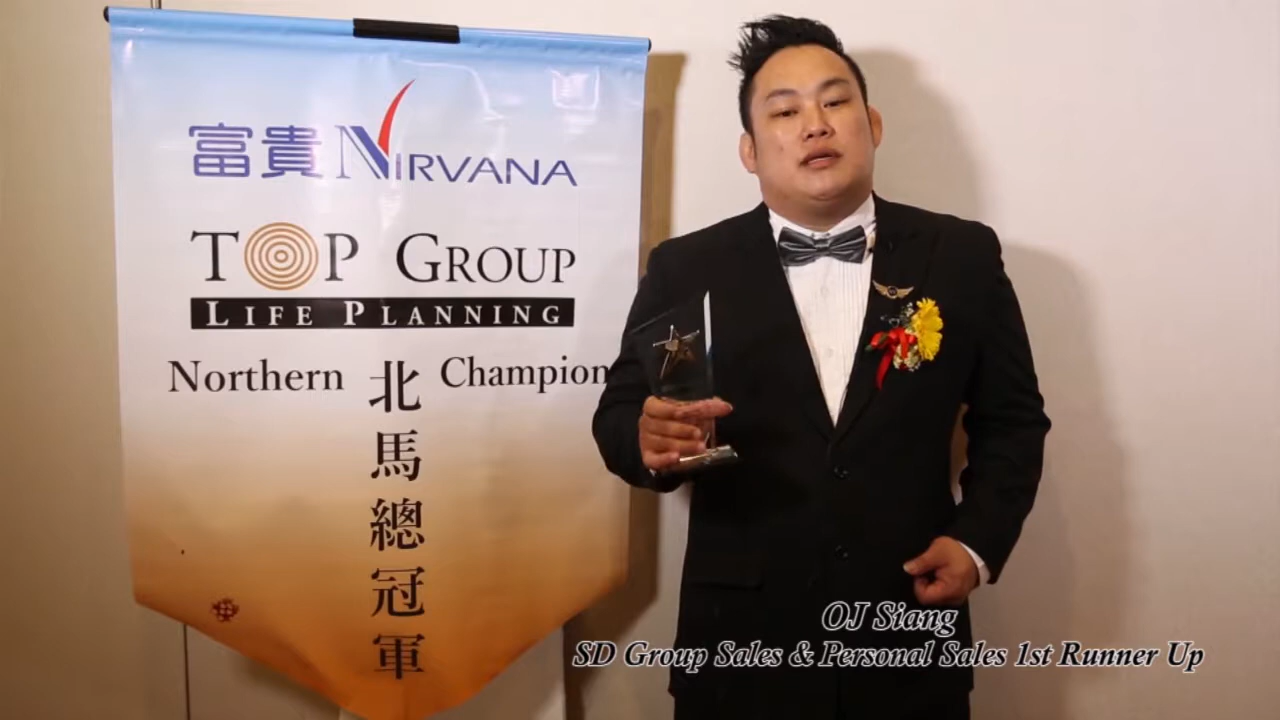 富貴 NIRVANA
TOP GROUP
LIFE PLANNING
Northern 北 Champion
馬
總
冠
軍
OJ Siang
SD Group Sales & Personal Sales 1st Runner Up